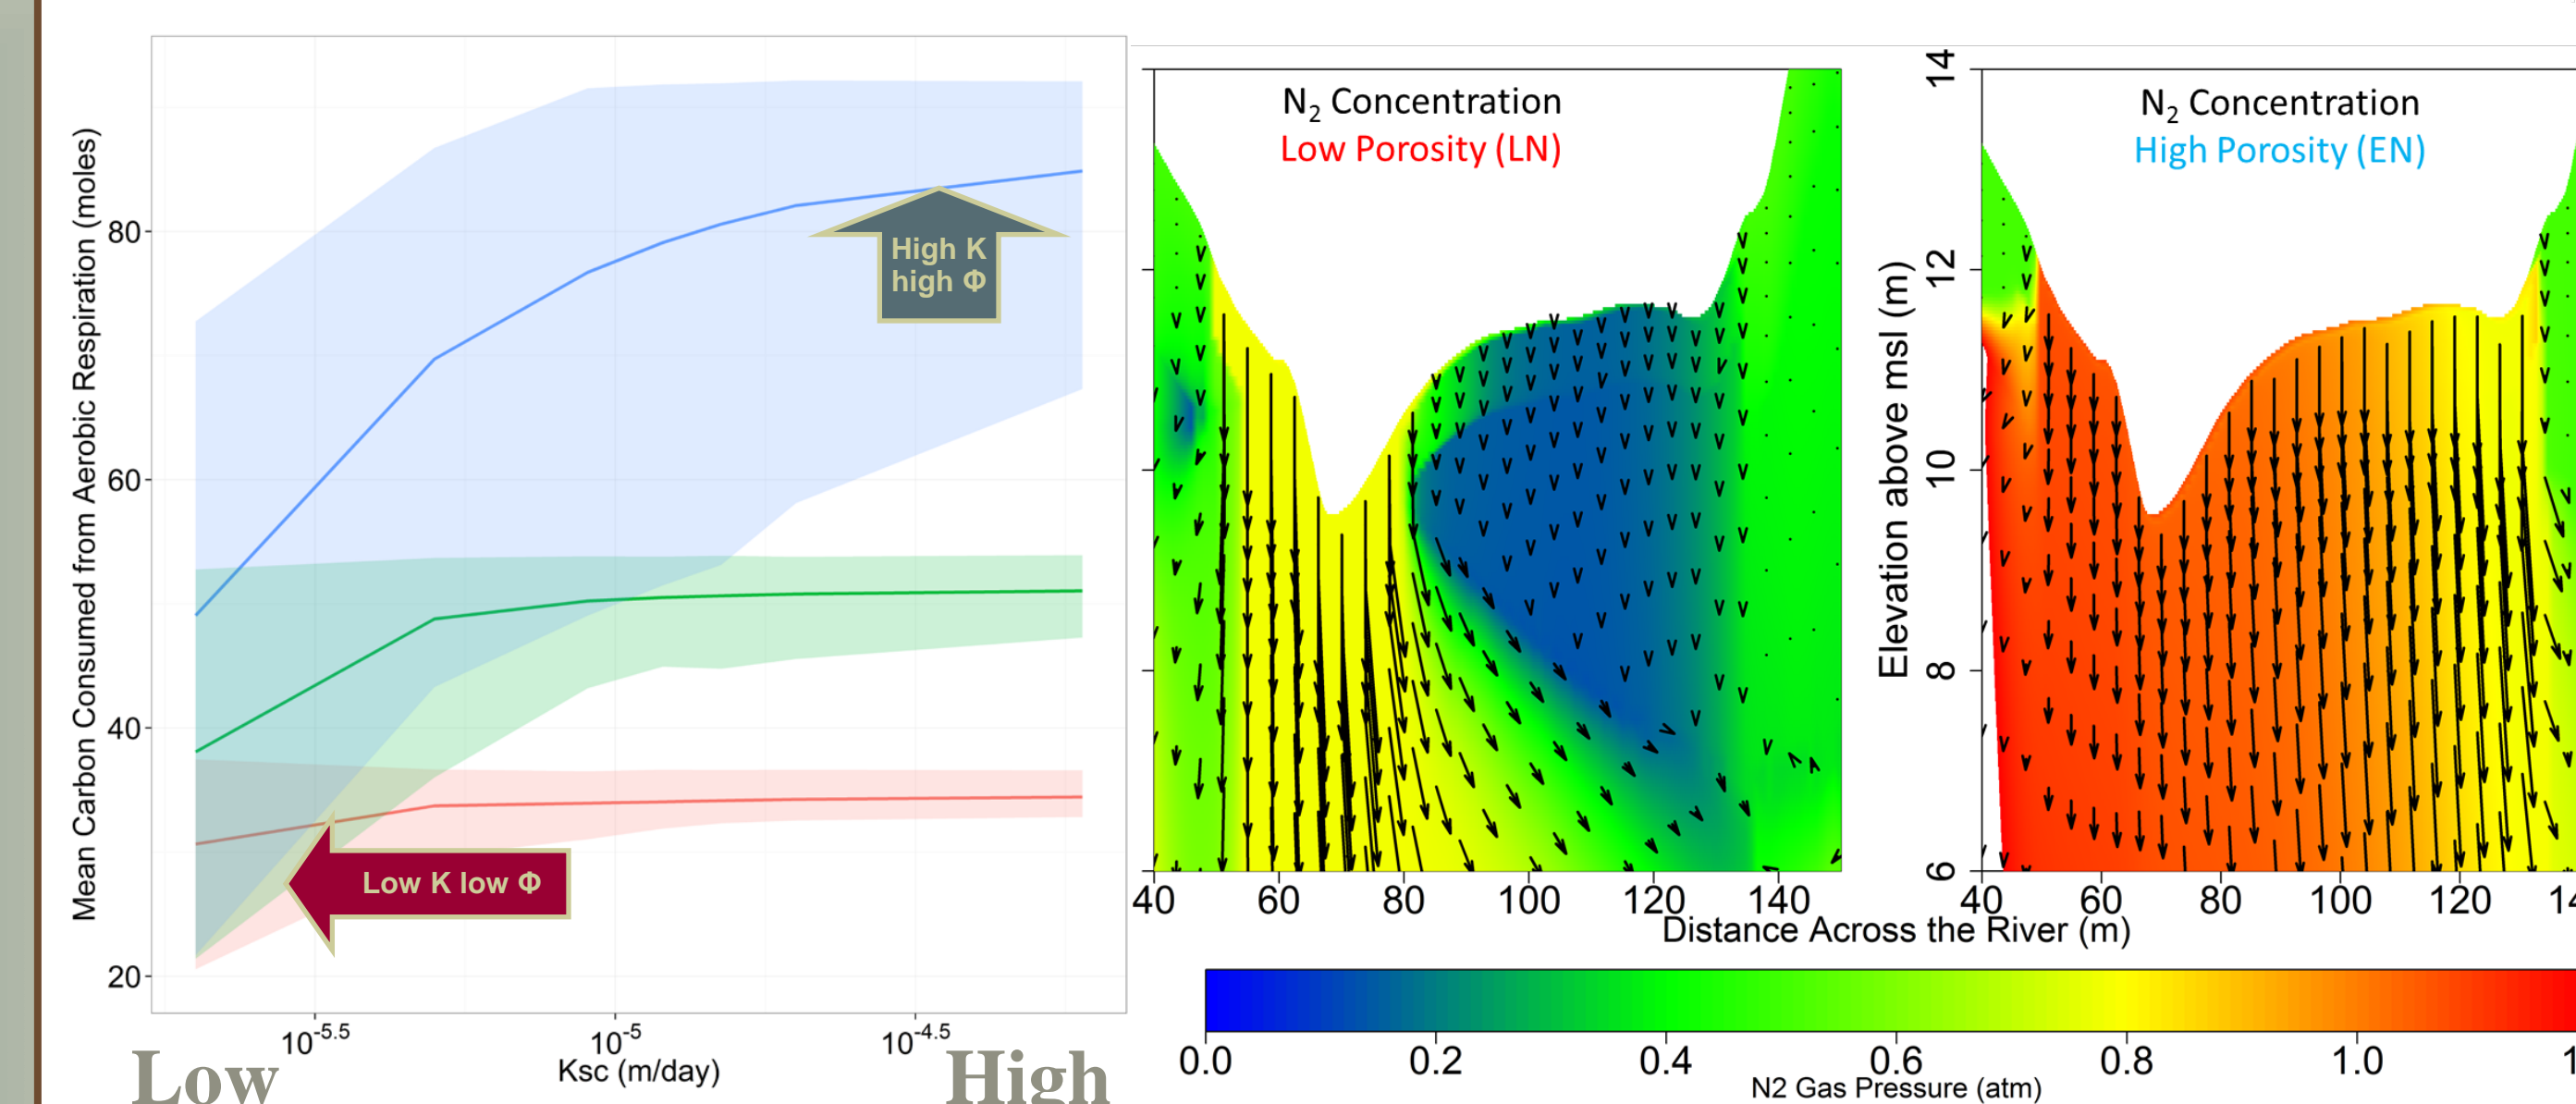 Mean Carbon Consumed from Aerobic Respiration (moles)
80
60
40
20
High K
high Φ
Low K low Φ
10-5.5
10-5
10-4.5
Ksc (m/day)
Low
High
N2 Concentration
Low Porosity (LN)
40
60
80
100
120
140
Elevation above msl (m)
14
12
10
8
6
N2 Concentration
High Porosity (EN)
40
60
80
100
120
Distance Across the River (m)
0.0
0.2
0.4
0.6
0.8
1.0
N2 Gas Pressure (atm)